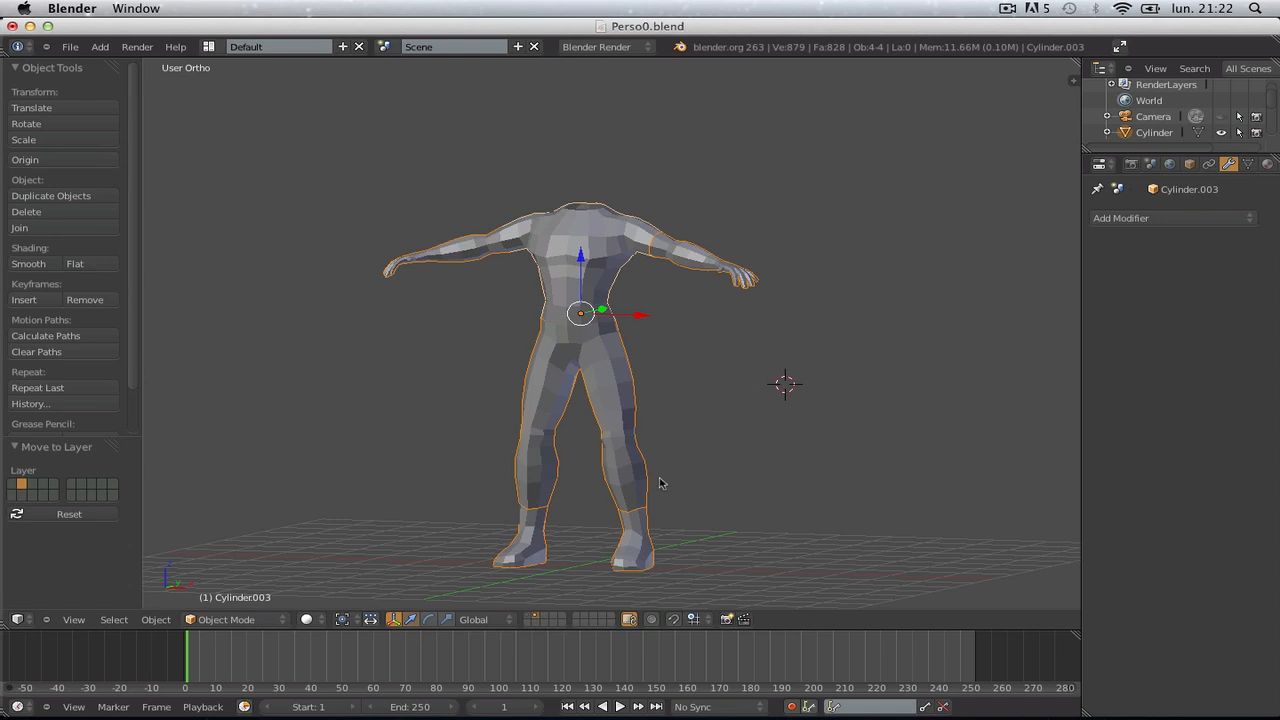 Blender Window
5 lun. 21:22
Perso0.blend
File Add Render Help Default Scene Blender Render blender.org 263 | Ve:879 | Fa:828 | Ob:4-4 | La:0 | Mem:11.66M (0.10M) | Cylinder.003
Object Tools
User Ortho
View Search All Scenes
RenderLayers
World
Camera
Cylinder
Transform:
Translate
Rotate
Scale
Origin
Object:
Duplicate Objects
Delete
Join
Shading:
Smooth Flat
Keyframes:
Insert Remove
Motion Paths:
Calculate Paths
Clear Paths
Repeat:
Repeat Last
History...
Grease Pencil:
Move to Layer
Layer
Reset
Cylinder.003
Add Modifier
(1) Cylinder.003
View Select Object Object Mode Global
-50 -40 -30 -20 -10 0 10 20 30 40 50 60 70 80 90 100 110 120 130 140 150 160 170 180 190 200 210 220 230 240 250 260 270 280
View Marker Frame Playback Start: 1 End: 250 1 No Sync